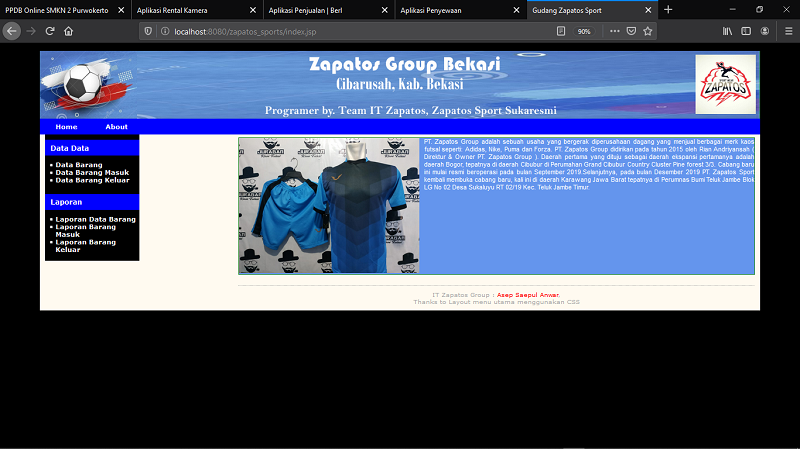 PPDB Online SMKN 2 Purwokerto
Aplikasi Rental Kamera
Aplikasi Penjualan | Berl
Aplikasi Penyewaan
Gudang Zapatos Sport
localhost:8080/zapatos_sports/index.jsp
90%
Zapatos Group Bekasi
Cibarusah, Kab. Bekasi
Programer by. Team IT Zapatos, Zapatos Sport Sukaresmi
ZAPATOS
Home About
Data Data
Data Barang
Data Barang Masuk
Data Barang Keluar
Laporan
Laporan Data Barang
Laporan Barang
Masuk
Laporan Barang
Keluar
JURAGAN
PT. Zapatos Group adalah sebuah usaha yang bergerak diperusahaan dagang yang menjual berbagai merk kaos
futsal seperti: Adidas, Nike, Puma dan Forza. PT. Zapatos Group didirikan pada tahun 2015 oleh Rian Andriyansah (
Direktur & Owner PT. Zapatos Group ). Daerah pertama yang dituju sebagai daerah ekspansi pertamanya adalah
daerah Bogor, tepatnya di daerah Cibubur di Perumahan Grand Cibubur Country Cluster Pine forest 3/3. Cabang baru
ini mulai resmi beroperasi pada bulan September 2019.Selanjutnya, pada bulan Desember 2019 PT. Zapatos Sport
kembali membuka cabang baru, kali ini di daerah Karawang Jawa Barat tepatnya di Perumnas Bumi Teluk Jambe Blok
LG No 02 Desa Sukaluyu RT 02/19 Kec. Teluk Jambe Timur.
IT Zapatos Group : Asep Saepul Anwar.
Thanks to Layout menu utama menggunakan CSS